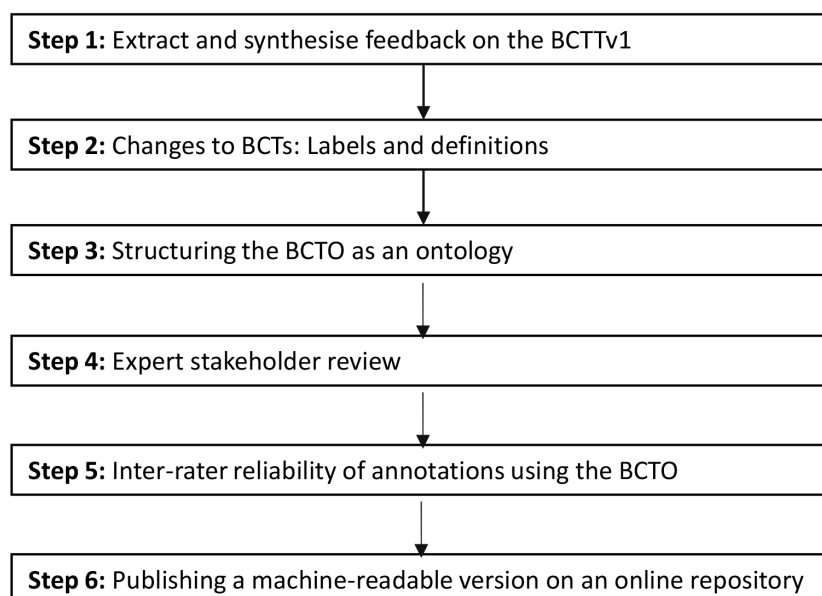 Step 1: Extract and synthesise feedback on the BCTTv1
Step 2: Changes to BCTs: Labels and definitions
Step 3: Structuring the BCTO as an ontology
Step 4: Expert stakeholder review
Step 5: Inter-rater reliability of annotations using the BCTO
Step 6: Publishing a machine-readable version on an online repository